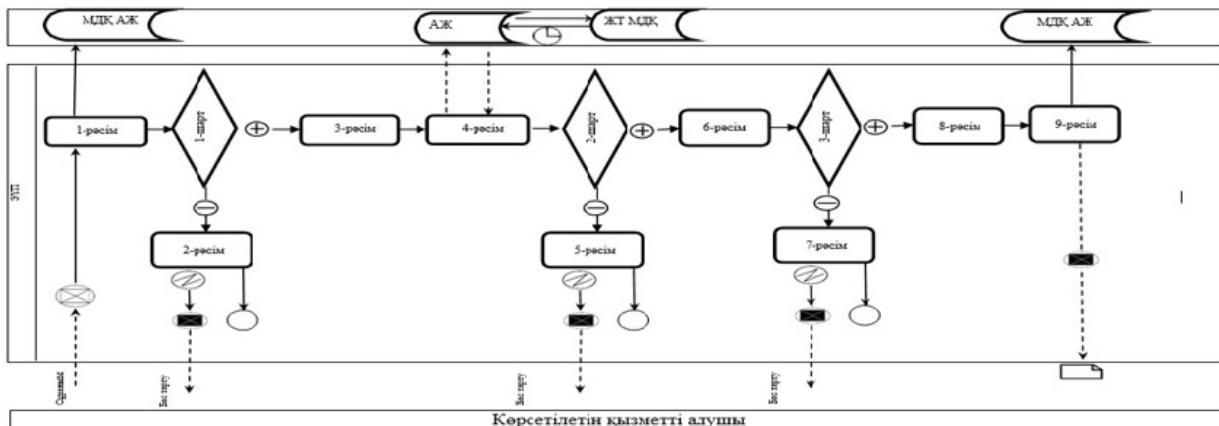 МДҚ АЖ
АЖ
ЖТ МДҚ
МДҚ АЖ
ЭҮП
1-рәсім
1-шарт
3-рәсім
4-рәсім
2-шарт
6-рәсім
3-шарт
8-рәсім
9-рәсім
2-рәсім
5-рәсім
7-рәсім
Бас тарту
Бас тарту
Бас тарту
Көрсетілетін қызметті алушы